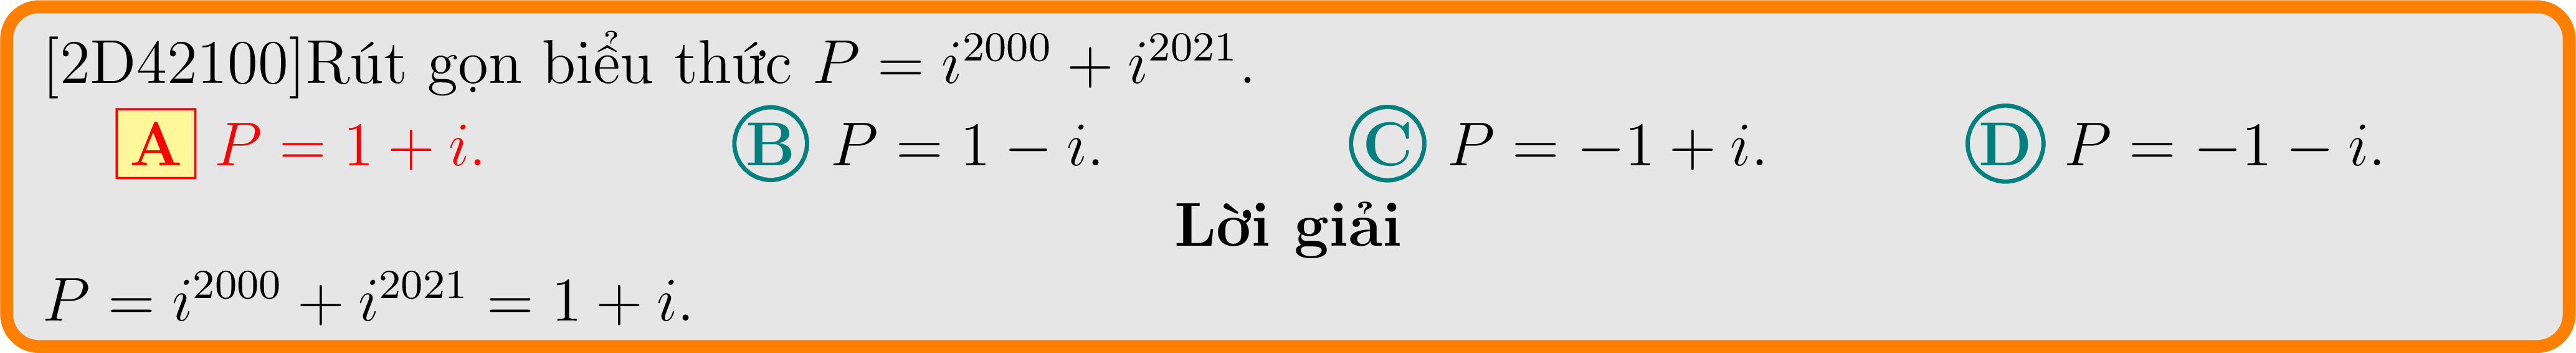 [2D42100]Rút gọn biểu thức P = i^2000 + i^2021.
A P = 1 + i. B P = 1 − i. C P = −1 + i. D P = −1 − i.
Lời giải
P = i^2000 + i^2021 = 1 + i.